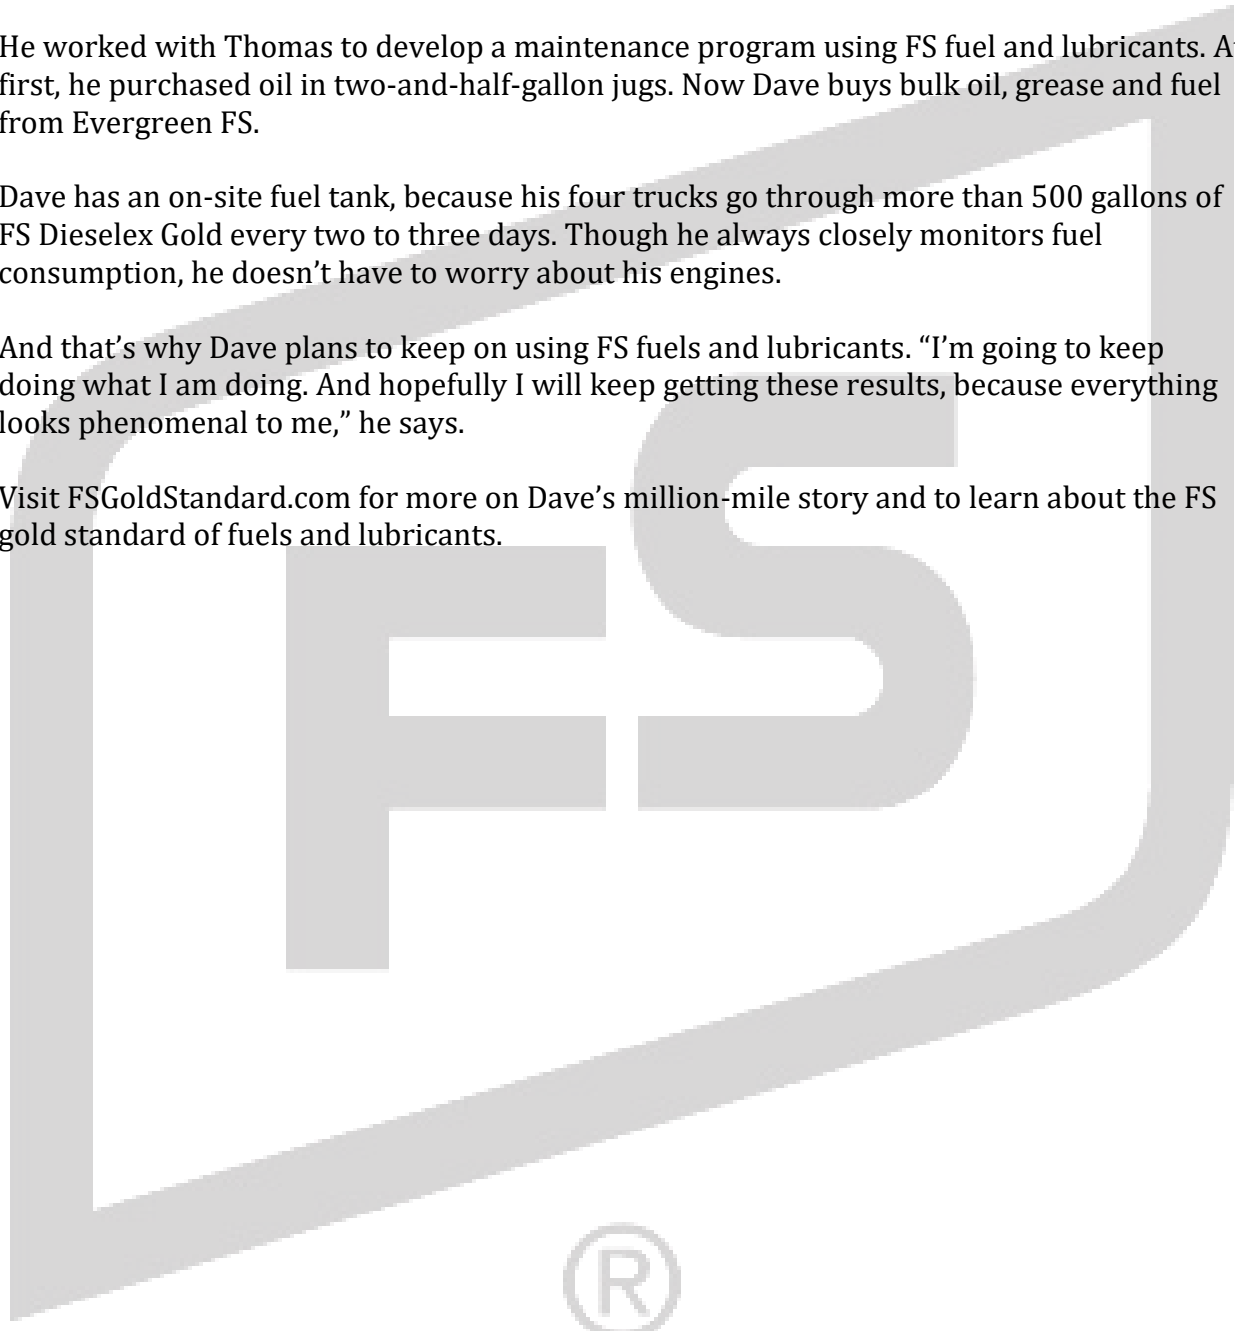 He worked with Thomas to develop a maintenance program using FS fuel and lubricants. A
first, he purchased oil in two-and-half-gallon jugs. Now Dave buys bulk oil, grease and fuel
from Evergreen FS.
Dave has an on-site fuel tank, because his four trucks go through more than 500 gallons of
FS Dieselex Gold every two to three days. Though he always closely monitors fuel
consumption, he doesn’t have to worry about his engines.
And that’s why Dave plans to keep on using FS fuels and lubricants. “I’m going to keep
doing what I am doing. And hopefully I will keep getting these results, because everything
looks phenomenal to me,” he says.
Visit FSGoldStandard.com for more on Dave’s million-mile story and to learn about the FS
gold standard of fuels and lubricants.
FS
®